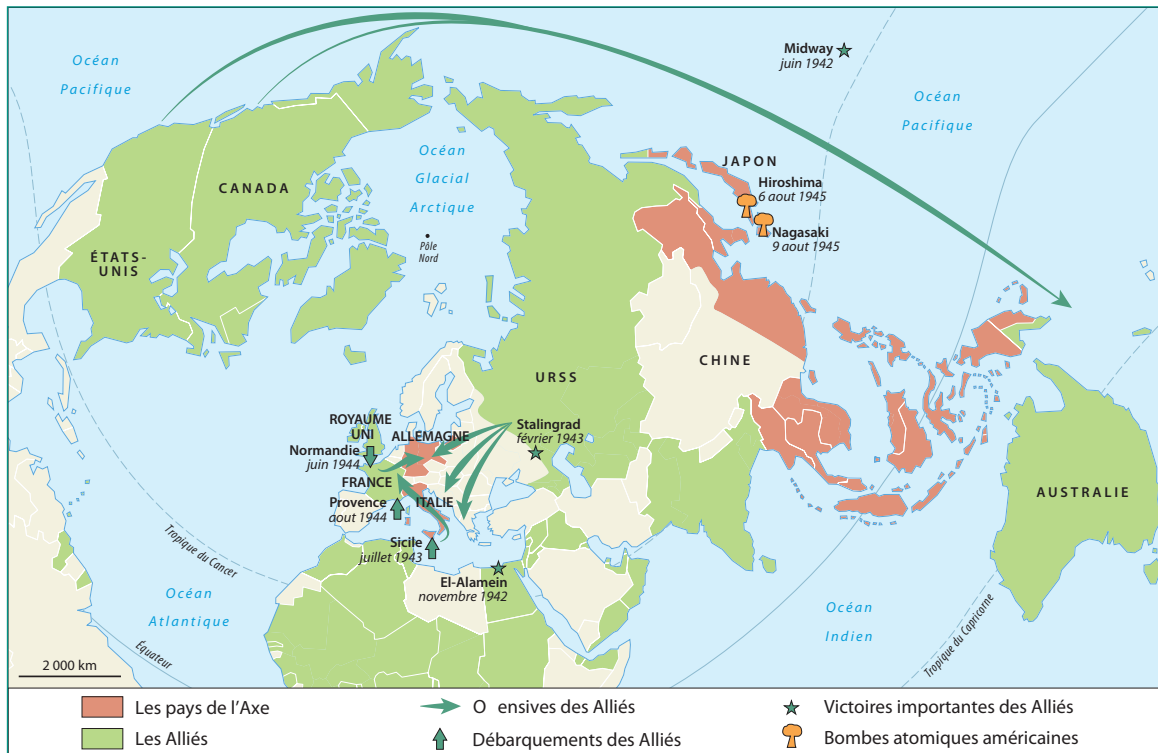 Océan
Pacifique
Midway
juin 1942
Océan
Pacifique
Océan
Glacial
Arctique
CANADA
JAPON
Hiroshima
6 aout 1945
Nagasaki
9 aout 1945
Pôle
Nord
ÉTATS-
UNIS
CHINE
URSS
ROYAUME
UNI
ALLEMAGNE
Stalingrad
février 1943
Normandie
juin 1944
FRANCE
ITALIE
Provence
aout 1944
AUSTRALIE
Sicile
juillet 1943
Tropique du Cancer
El-Alamein
novembre 1942
Océan
Atlantique
Océan
Indien
Tropique du Capricorne
Équateur
2 000 km
Les pays de l'Axe
O ensives des Alliés
Victoires importantes des Alliés
Les Alliés
Débarquements des Alliés
Bombes atomiques américaines